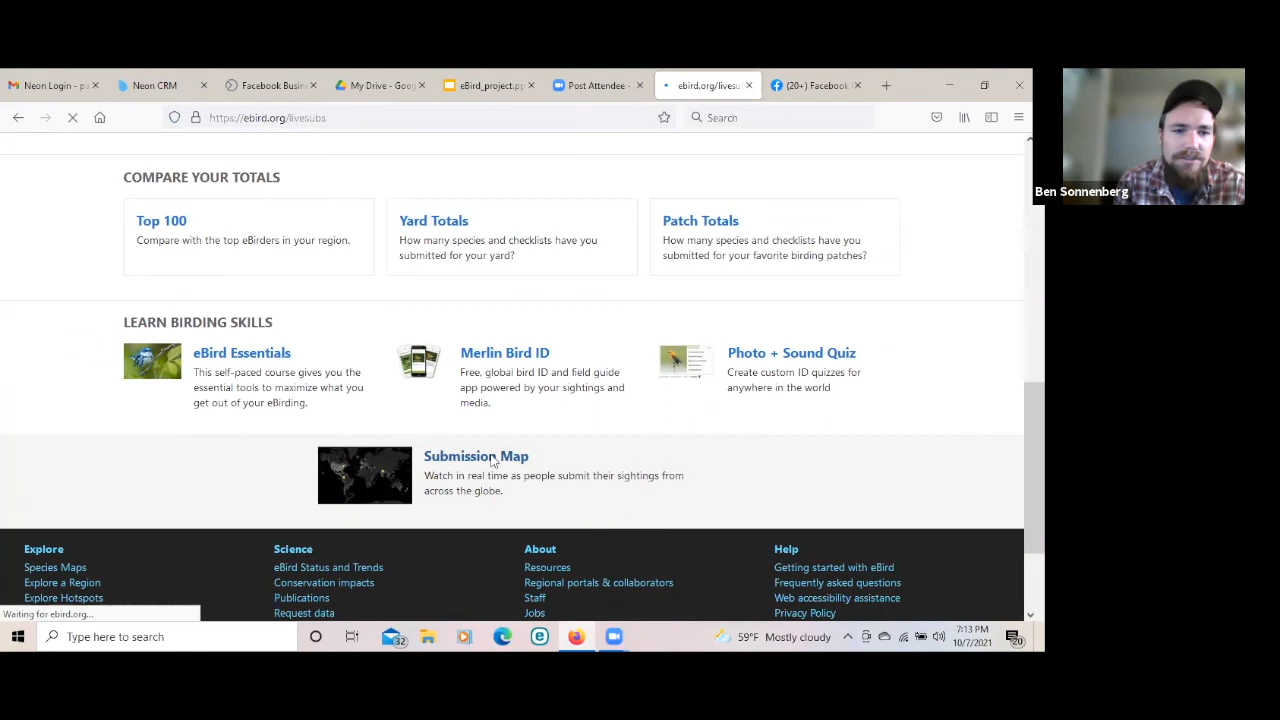 Neon Login - pa
Neon CRM
Facebook Busin
My Drive - Goog
eBird_project.pp
Post Attendee -
ebird.org/livesu
(20+) Facebook
https://ebird.org/livesubs
Search
Ben Sonnenberg
COMPARE YOUR TOTALS
Top 100
Compare with the top eBirders in your region.
Yard Totals
How many species and checklists have you
submitted for your yard?
Patch Totals
How many species and checklists have you
submitted for your favorite birding patches?
LEARN BIRDING SKILLS
eBird Essentials
This self-paced course gives you the
essential tools to maximize what you
get out of your eBirding.
Merlin Bird ID
Free, global bird ID and field guide
app powered by your sightings and
media.
Photo + Sound Quiz
Create custom ID quizzes for
anywhere in the world
Submission Map
Watch in real time as people submit their sightings from
across the globe.
Explore
Species Maps
Explore a Region
Explore Hotspots
Science
eBird Status and Trends
Conservation impacts
Publications
Request data
About
Resources
Regional portals & collaborators
Staff
Jobs
Help
Getting started with eBird
Frequently asked questions
Web accessibility assistance
Privacy Policy
Waiting for ebird.org...
Type here to search
32
59°F Mostly cloudy
7:13 PM
10/7/2021
20